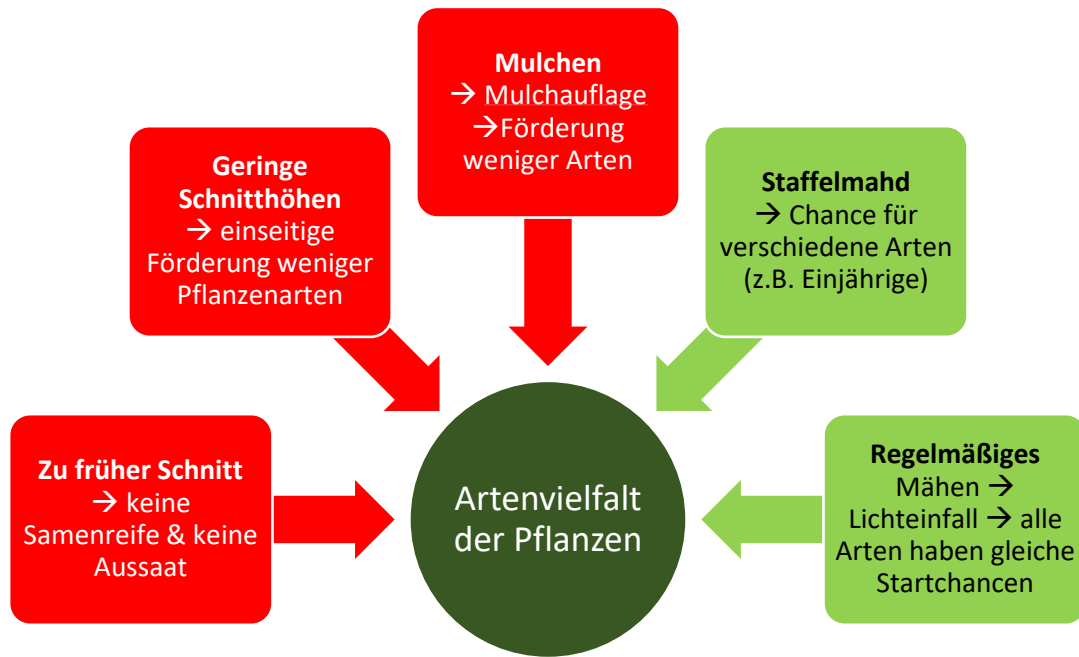 Mulchen
→ Mulchauflage
→Förderung
weniger Arten
Geringe
Schnitthöhen
→ einseitige
Förderung weniger
Pflanzenarten
Staffelmahd
→ Chance für
verschiedene Arten
(z.B. Einjährige)
Zu früher Schnitt
→ keine
Samenreife & keine
Aussaat
Artenvielfalt
der Pflanzen
Regelmäßiges
Mähen →
Lichteinfall → alle
Arten haben gleiche
Startchancen